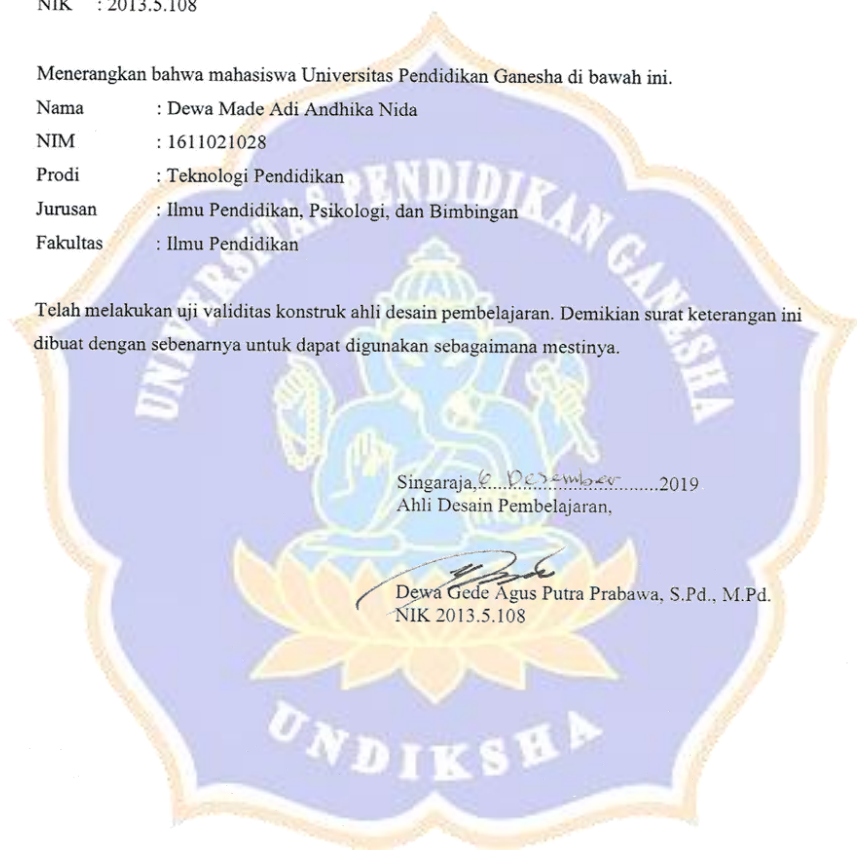 NIK : 2013.5.108
Menerangkan bahwa mahasiswa Universitas Pendidikan Ganesha di bawah ini.
Nama : Dewa Made Adi Andhika Nida
NIM : 1611021028
Prodi : Teknologi Pendidikan
Jurusan : Ilmu Pendidikan, Psikologi, dan Bimbingan
Fakultas : Ilmu Pendidikan
UNIVERSITAS PENDIDIKAN GANESHA
Telah melakukan uji validitas konstruk ahli desain pembelajaran. Demikian surat keterangan ini
dibuat dengan sebenarnya untuk dapat digunakan sebagaimana mestinya.
Singaraja, 6 Desember 2019
Ahli Desain Pembelajaran,
Dewa Gede Agus Putra Prabawa, S.Pd., M.Pd.
NIK 2013.5.108
UNDIKSHA